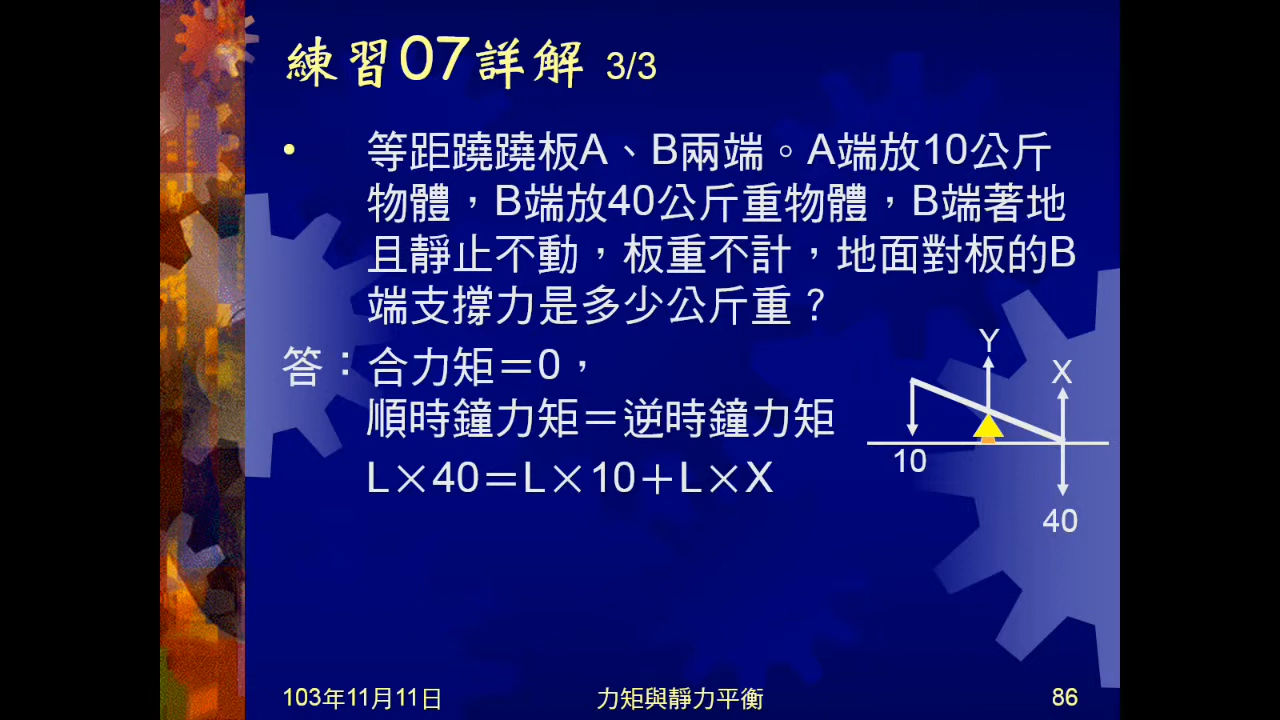 練習07詳解 3/3
• 等距蹺蹺板A、B兩端。A端放10公斤
物體，B端放40公斤重物體，B端著地
且靜止不動，板重不計，地面對板的B
端支撐力是多少公斤重？
答：合力矩＝0，
順時鐘力矩＝逆時鐘力矩
L×40＝L×10＋L×X
Y
X
10
40
103年11月11日 力矩與靜力平衡 86